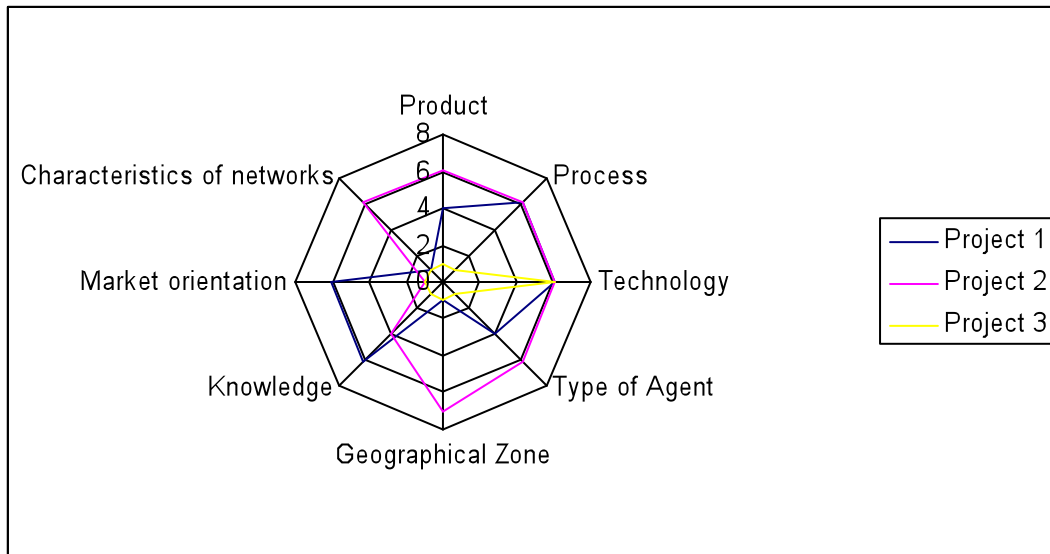 Product
8
Characteristics of networks
6
Process
4
2
Market orientation
0
Technology
Project 1
Project 2
Project 3
Knowledge
Type of Agent
Geographical Zone